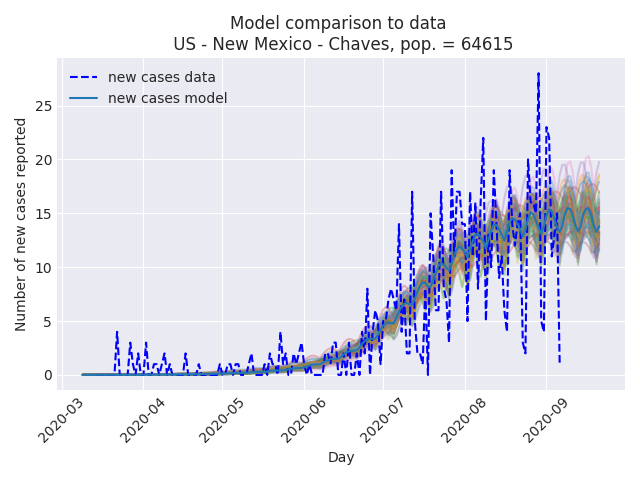 Model comparison to data
US - New Mexico - Chaves, pop. = 64615
new cases data
new cases model
Number of new cases reported
25
20
15
10
5
0
2020-03
2020-04
2020-05
2020-06
2020-07
2020-08
2020-09
Day